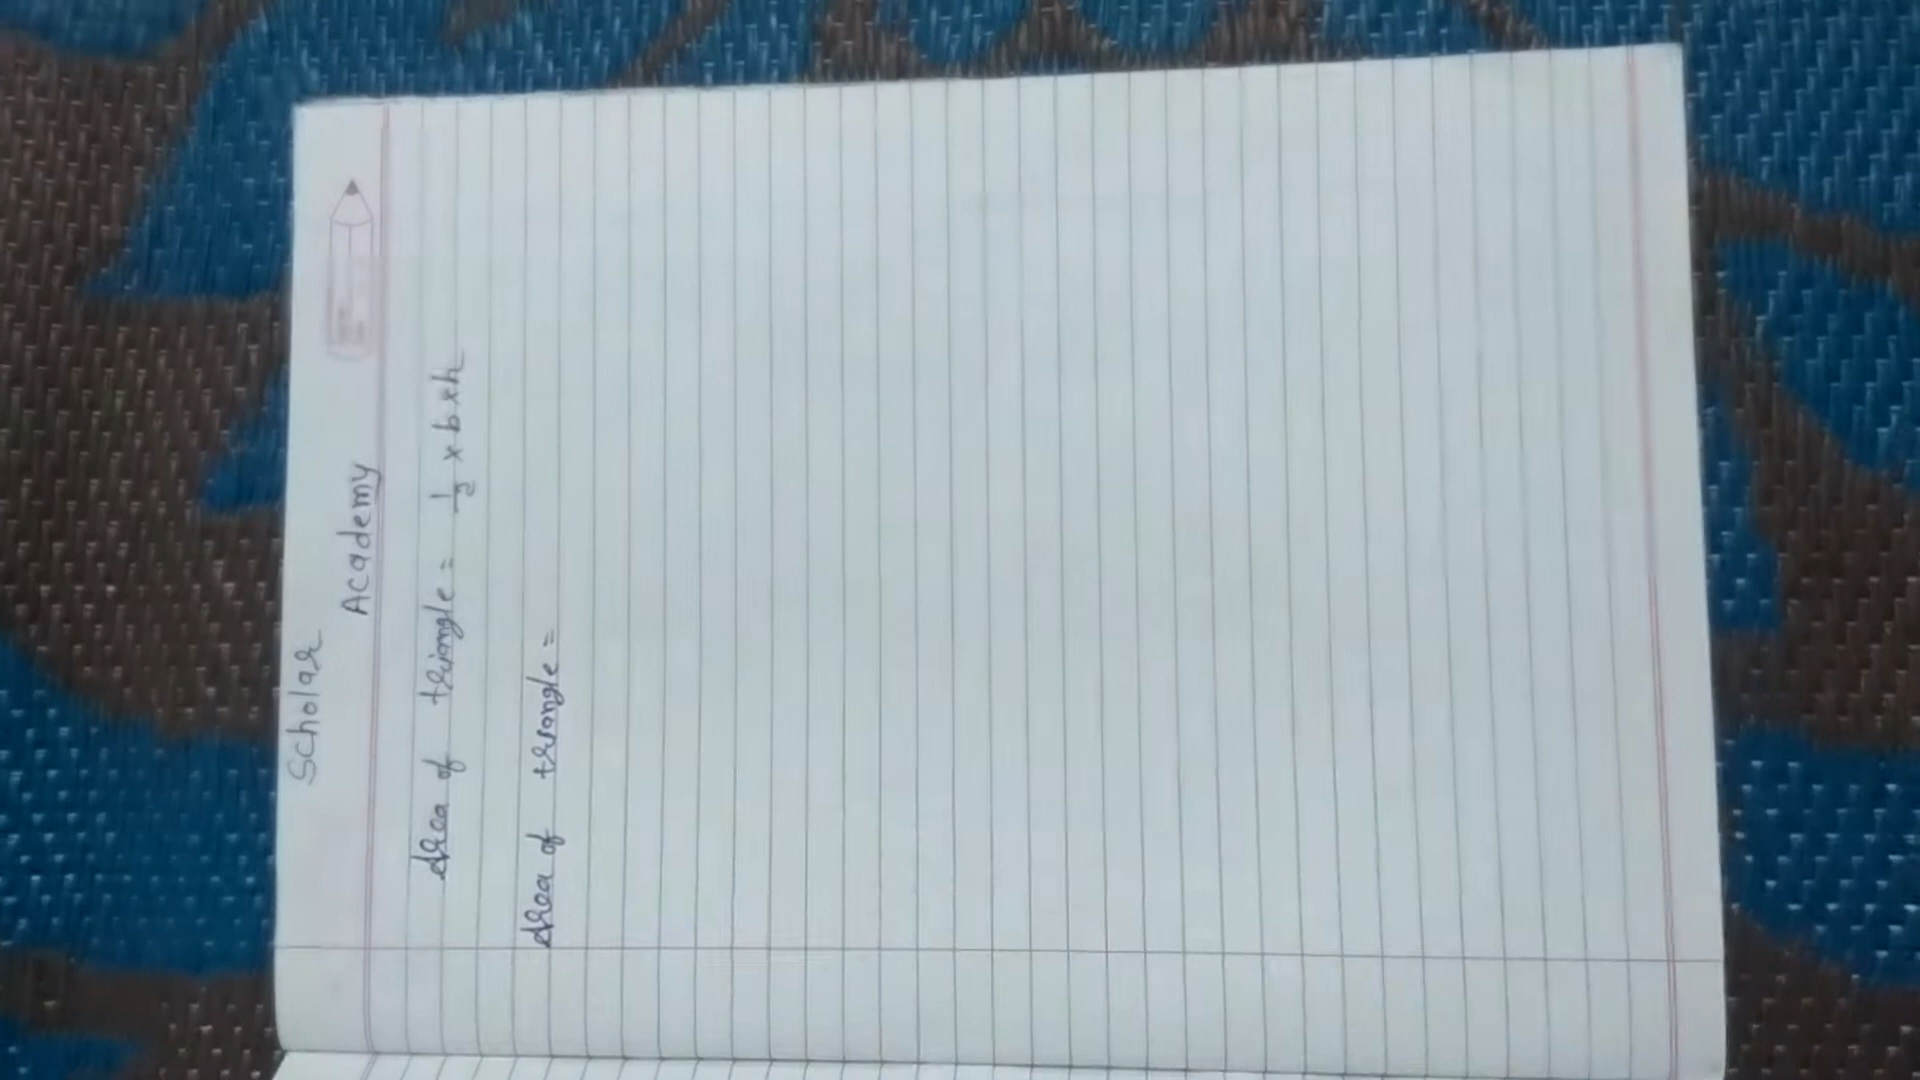 Scholar
Academy
Area of triangle = 1/2 x b x h
Area of triangle =